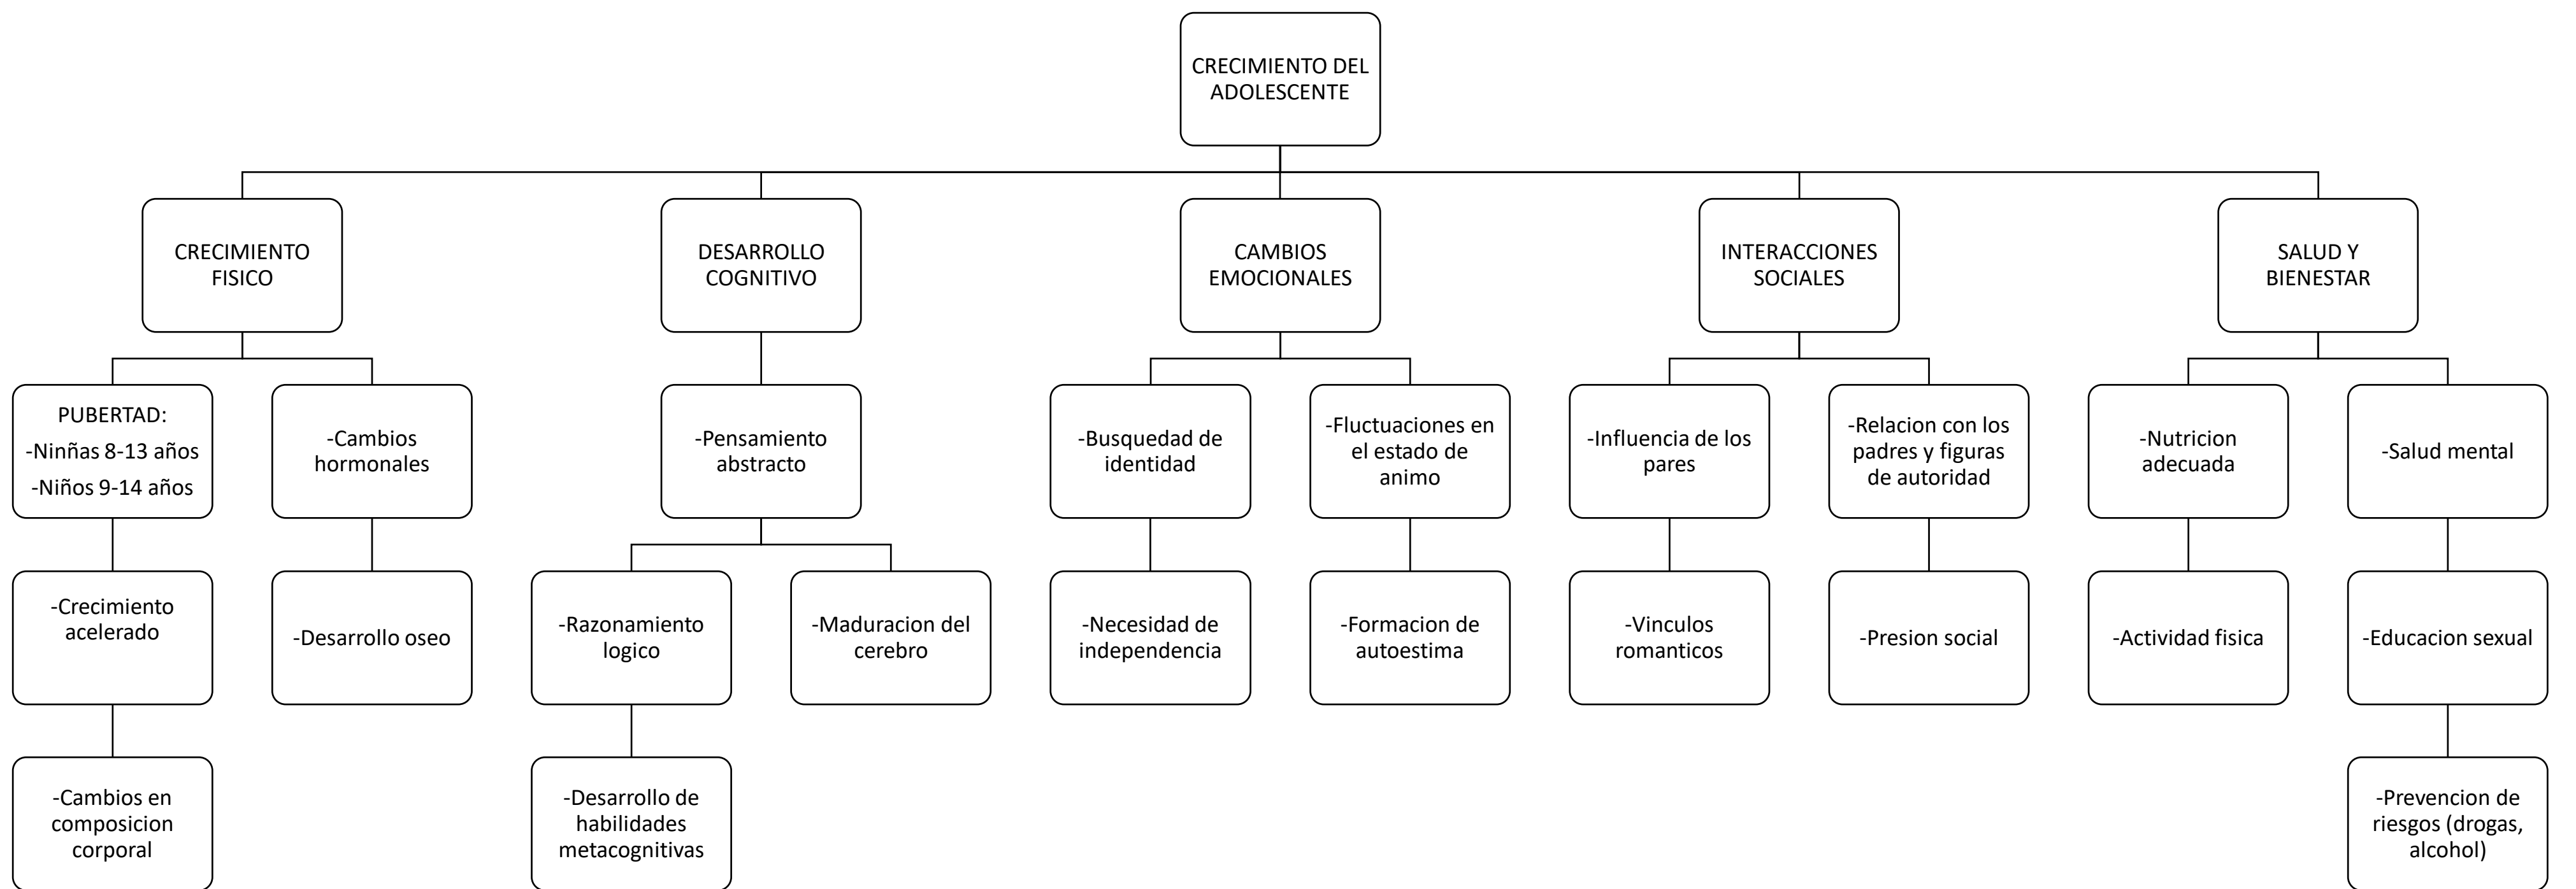 CRECIMIENTO DEL
ADOLESCENTE
CRECIMIENTO
FISICO
DESARROLLO
COGNITIVO
CAMBIOS
EMOCIONALES
INTERACCIONES
SOCIALES
SALUD Y
BIENESTAR
PUBERTAD:
-Ninñas 8-13 años
-Niños 9-14 años
-Cambios
hormonales
-Pensamiento
abstracto
-Busquedad de
identidad
-Fluctuaciones en
el estado de
animo
-Influencia de los
pares
-Relacion con los
padres y figuras
de autoridad
-Nutricion
adecuada
-Salud mental
-Crecimiento
acelerado
-Desarrollo oseo
-Razonamiento
logico
-Maduracion del
cerebro
-Necesidad de
independencia
-Formacion de
autoestima
-Vinculos
romanticos
-Presion social
-Actividad fisica
-Educacion sexual
-Cambios en
composicion
corporal
-Desarrollo de
habilidades
metacognitivas
-Prevencion de
riesgos (drogas,
alcohol)